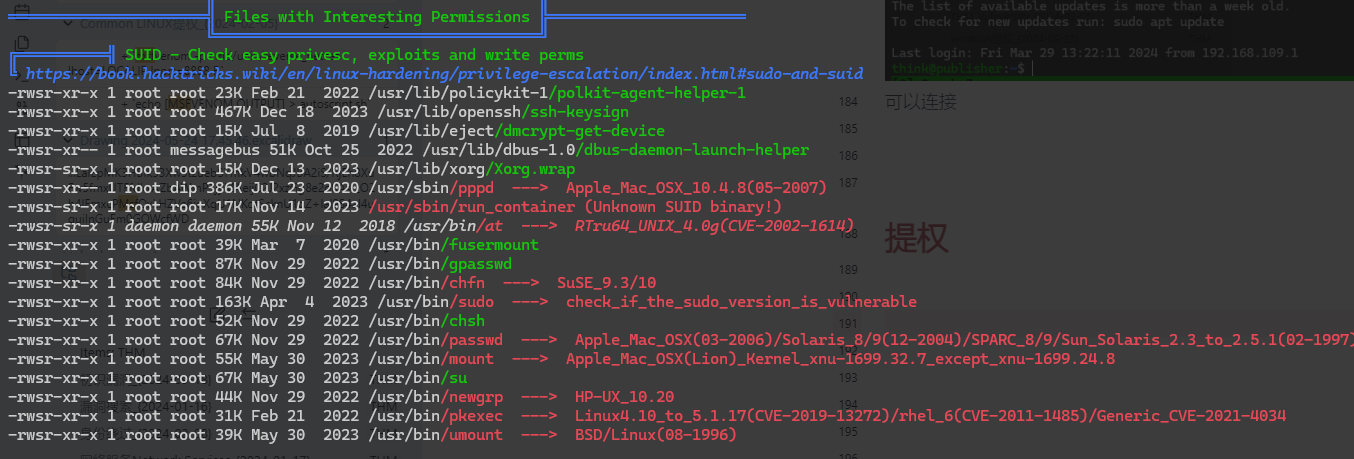 Files with Interesting Permissions
SUID - Check easy privesc, exploits and write perms
https://book.hacktricks.wiki/en/linux-hardening/privilege-escalation/index.html#sudo-and-suid
-rwsr-xr-x 1 root root 23K Feb 21  2022 /usr/lib/policykit-1/polkit-agent-helper-1
-rwsr-xr-x 1 root root 467K Dec 18  2023 /usr/lib/openssh/ssh-keysign
-rwsr-xr-x 1 root root 15K Jul  8  2019 /usr/lib/eject/dmcrypt-get-device
-rwsr-xr-- 1 root messagebus 51K Oct 25  2022 /usr/lib/dbus-1.0/dbus-daemon-launch-helper
-rwsr-sr-x 1 root root 15K Dec 13  2023 /usr/lib/xorg/Xorg.wrap
-rwsr-xr-- 1 root dip 386K Jul 23  2020 /usr/sbin/pppd  --->  Apple_Mac_OSX_10.4.8(05-2007)
-rwsr-sr-x 1 root root 17K Nov 14  2023 /usr/sbin/run_container (Unknown SUID binary!)
-rwsr-sr-x 1 daemon daemon 55K Nov 12  2018 /usr/bin/at  --->  RTru64_UNIX_4.0g(CVE-2002-1614)
-rwsr-xr-x 1 root root 39K Mar  7  2020 /usr/bin/fusermount
-rwsr-xr-x 1 root root 87K Nov 29  2022 /usr/bin/gpasswd
-rwsr-xr-x 1 root root 84K Nov 29  2022 /usr/bin/chfn  --->  SuSE_9.3/10
-rwsr-xr-x 1 root root 163K Apr  4  2023 /usr/bin/sudo  --->  check_if_the_sudo_version_is_vulnerable
-rwsr-xr-x 1 root root 52K Nov 29  2022 /usr/bin/chsh
-rwsr-xr-x 1 root root 67K Nov 29  2022 /usr/bin/passwd  --->  Apple_Mac_OSX(03-2006)/Solaris_8/9(12-2004)/SPARC_8/9/Sun_Solaris_2.3_to_2.5.1(02-1997)
-rwsr-xr-x 1 root root 55K May 30  2023 /usr/bin/mount  --->  Apple_Mac_OSX(Lion)_Kernel_xnu-1699.32.7_except_xnu-1699.24.8
-rwsr-xr-x 1 root root 67K May 30  2023 /usr/bin/su
-rwsr-xr-x 1 root root 44K Nov 29  2022 /usr/bin/newgrp  --->  HP-UX_10.20
-rwsr-xr-x 1 root root 31K Feb 21  2022 /usr/bin/pkexec  --->  Linux4.10_to_5.1.17(CVE-2019-13272)/rhel_6(CVE-2011-1485)/Generic_CVE-2021-4034
-rwsr-xr-x 1 root root 39K May 30  2023 /usr/bin/umount  --->  BSD/Linux(08-1996)
The list of available updates is more than a week old.
To check for new updates run: sudo apt update
Last login: Fri Mar 29 13:22:11 2024 from 192.168.109.1
think@publisher:~$
184
可以连接
185
186
187
188
提权
189
191
193
194
195